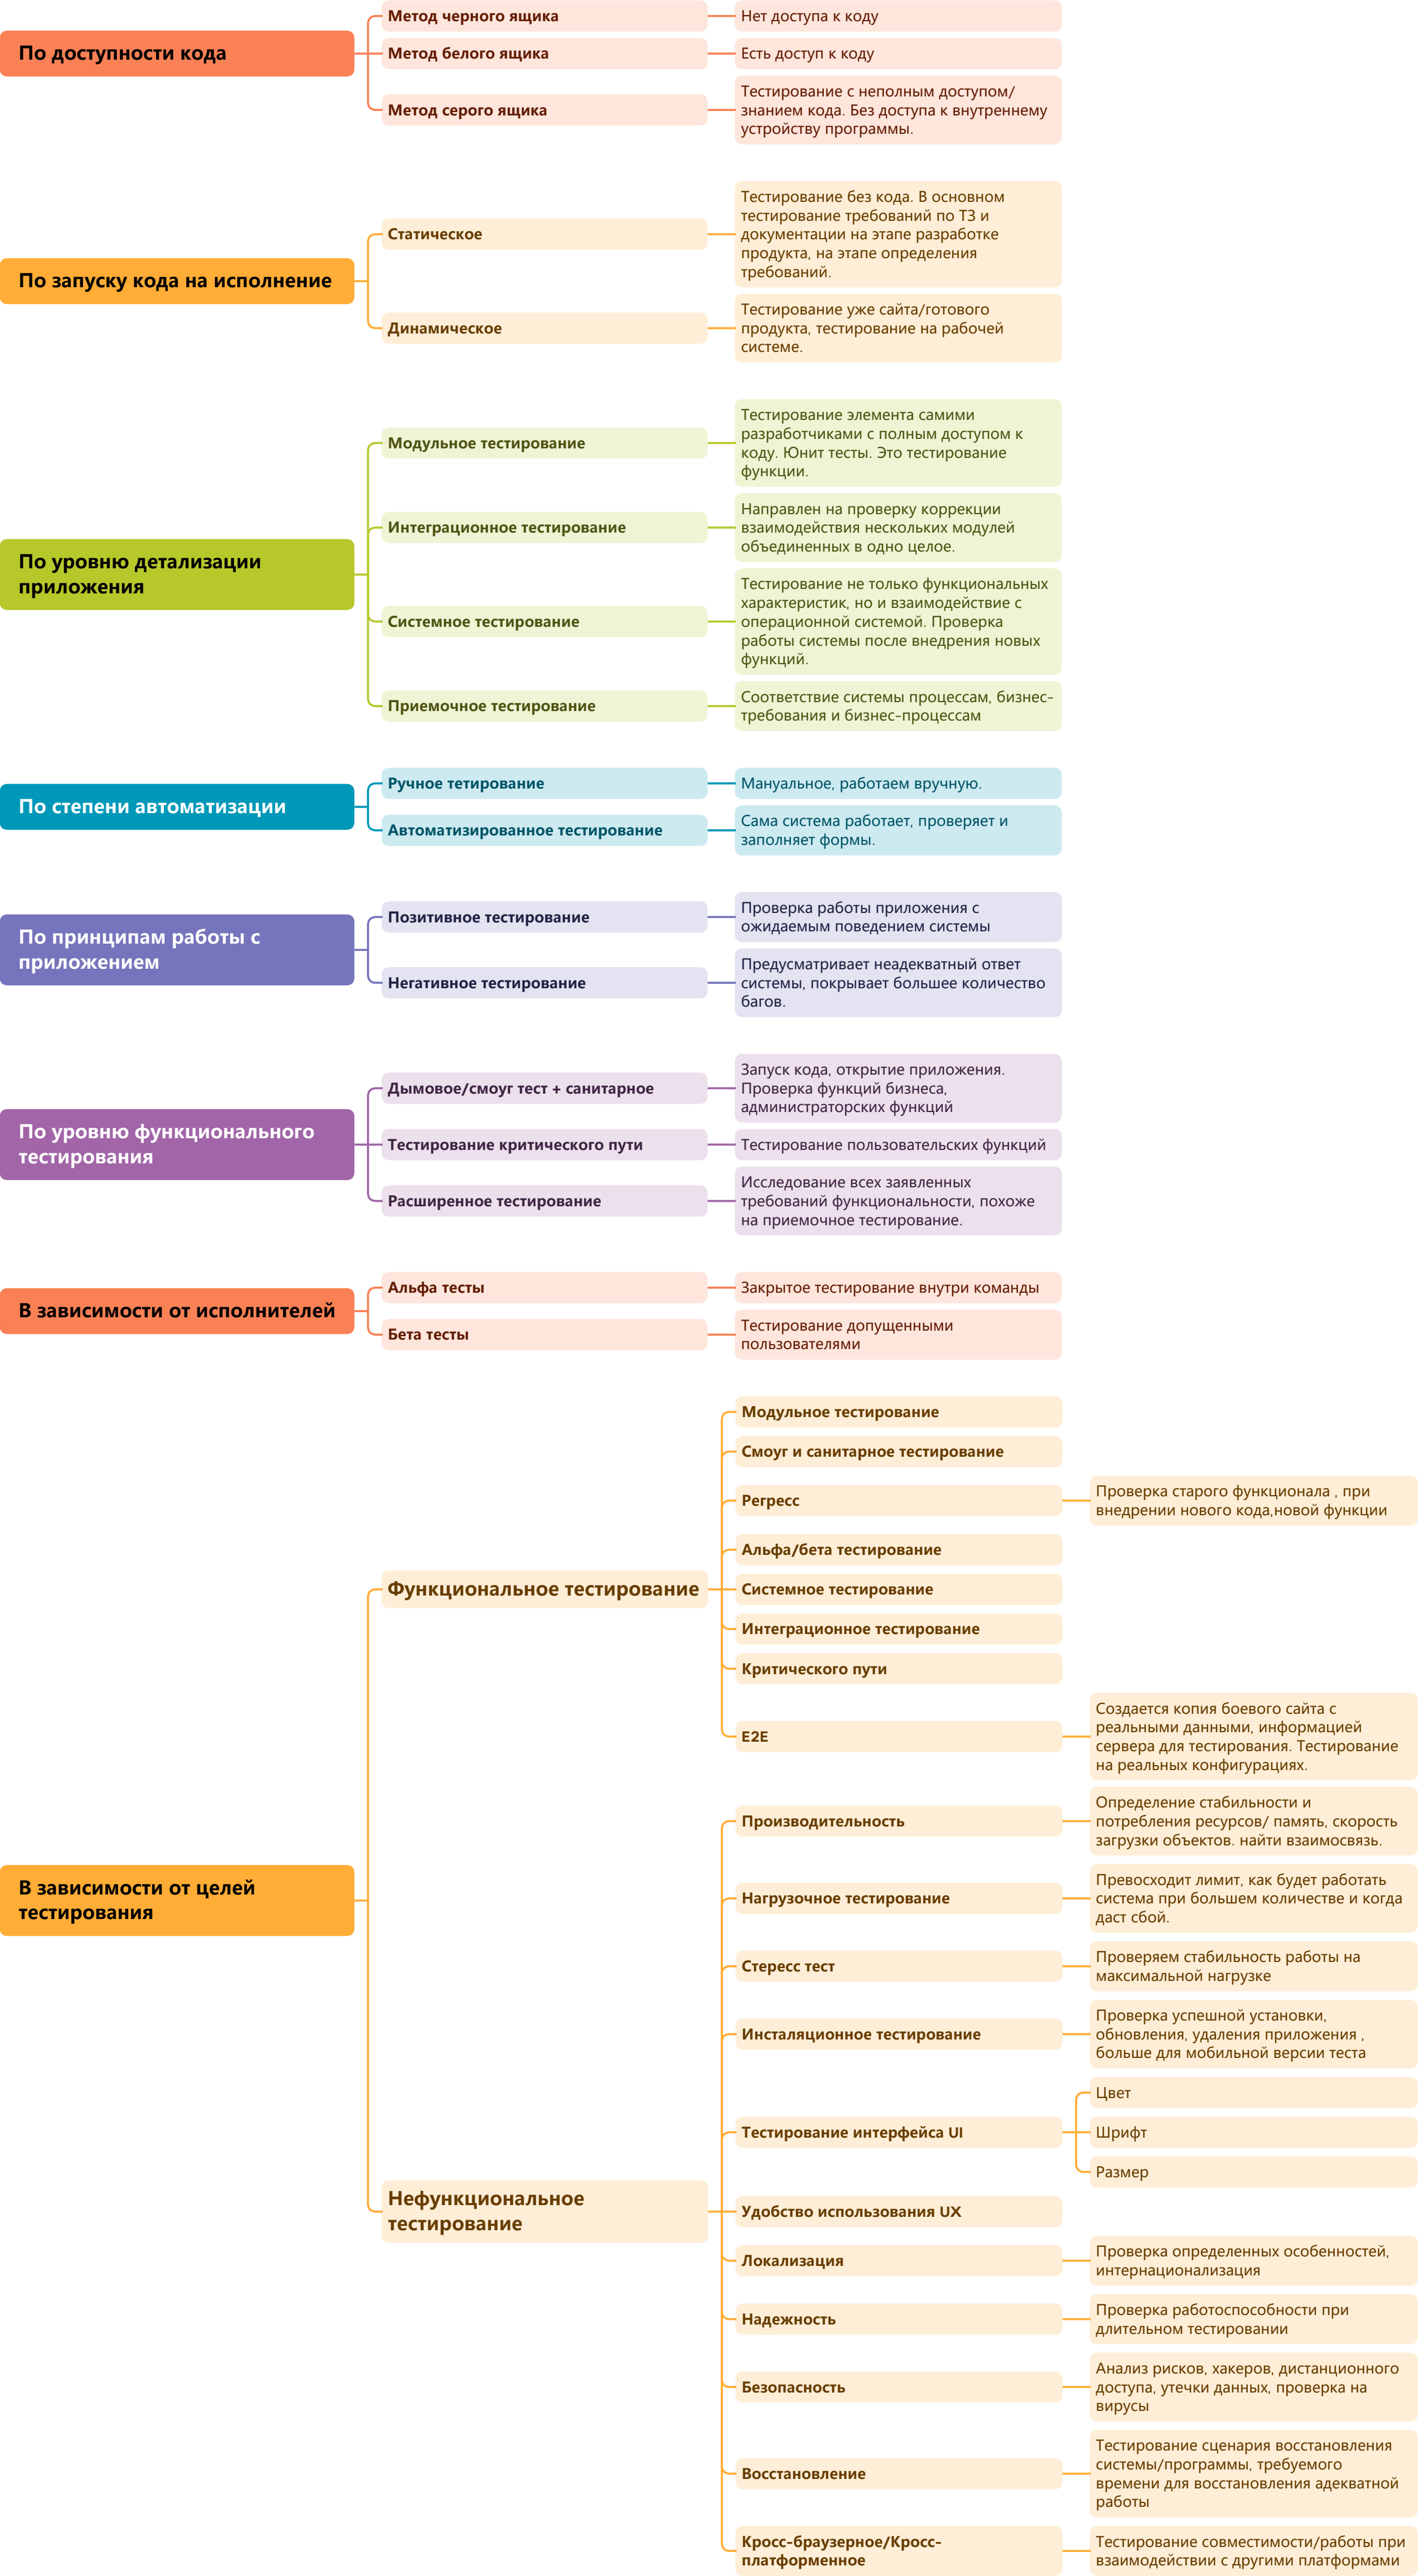 По доступности кода
Метод черного ящика
Нет доступа к коду
Метод белого ящика
Есть доступ к коду
Метод серого ящика
Тестирование с неполным доступом/
знанием кода. Без доступа к внутреннему
устройству программы.
По запуску кода на исполнение
Статическое
Тестирование без кода. В основном
тестирование требований по ТЗ и
документации на этапе разработке
продукта, на этапе определения
требований.
Динамическое
Тестирование уже сайта/готового
продукта, тестирование на рабочей
системе.
По уровню детализации
приложения
Модульное тестирование
Тестирование элемента самими
разработчиками с полным доступом к
коду. Юнит тесты. Это тестирование
функции.
Интеграционное тестирование
Направлен на проверку коррекции
взаимодействия нескольких модулей
объединенных в одно целое.
Системное тестирование
Тестирование не только функциональных
характеристик, но и взаимодействие с
операционной системой. Проверка
работы системы после внедрения новых
функций.
Приемочное тестирование
Соответствие системы процессам, бизнес-
требования и бизнес-процессам
По степени автоматизации
Ручное тетирование
Мануальное, работаем вручную.
Автоматизированное тестирование
Сама система работает, проверяет и
заполняет формы.
По принципам работы с
приложением
Позитивное тестирование
Проверка работы приложения с
ожидаемым поведением системы
Негативное тестирование
Предусматривает неадекватный ответ
системы, покрывает большее количество
багов.
По уровню функционального
тестирования
Дымовое/смоуг тест + санитарное
Запуск кода, открытие приложения.
Проверка функций бизнеса,
администраторских функций
Тестирование критического пути
Тестирование пользовательских функций
Расширенное тестирование
Исследование всех заявленных
требований функциональности, похоже
на приемочное тестирование.
В зависимости от исполнителей
Альфа тесты
Закрытое тестирование внутри команды
Бета тесты
Тестирование допущенными
пользователями
В зависимости от целей
тестирования
Функциональное тестирование
Модульное тестирование
Смоуг и санитарное тестирование
Регресс
Проверка старого функционала , при
внедрении нового кода,новой функции
Альфа/бета тестирование
Системное тестирование
Интеграционное тестирование
Критического пути
E2E
Создается копия боевого сайта с
реальными данными, информацией
сервера для тестирования. Тестирование
на реальных конфигурациях.
Нефункциональное
тестирование
Производительность
Определение стабильности и
потребления ресурсов/ память, скорость
загрузки объектов. найти взаимосвязь.
Нагрузочное тестирование
Превосходит лимит, как будет работать
система при большем количестве и когда
даст сбой.
Стересс тест
Проверяем стабильность работы на
максимальной нагрузке
Инсталяционное тестирование
Проверка успешной установки,
обновления, удаления приложения ,
больше для мобильной версии теста
Тестирование интерфейса UI
Цвет
Шрифт
Размер
Удобство использования UX
Локализация
Проверка определенных особенностей,
интернационализация
Надежность
Проверка работоспособности при
длительном тестировании
Безопасность
Анализ рисков, хакеров, дистанционного
доступа, утечки данных, проверка на
вирусы
Восстановление
Тестирование сценария восстановления
системы/программы, требуемого
времени для восстановления адекватной
работы
Кросс-браузерное/Кросс-
платформенное
Тестирование совместимости/работы при
взаимодействии с другими платформами